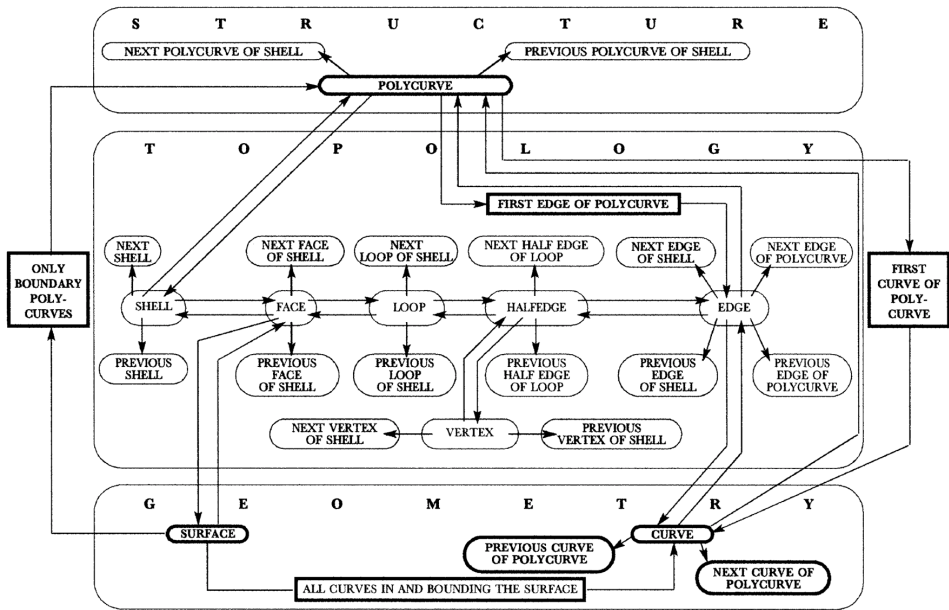 S T R U C T U R E
NEXT POLYCURVE OF SHELL
PREVIOUS POLYCURVE OF SHELL
POLYCURVE
T O P O L O G Y
FIRST EDGE OF POLYCURVE
NEXT
SHELL
NEXT FACE
OF SHELL
NEXT
LOOP OF SHELL
NEXT HALF EDGE
OF LOOP
NEXT EDGE
OF SHELL
NEXT EDGE
OF POLYCURVE
ONLY
BOUNDARY
POLY-
CURVES
FIRST
CURVE OF
POLY-
CURVE
SHELL
FACE
LOOP
HALFEDGE
EDGE
PREVIOUS
SHELL
PREVIOUS
FACE
OF SHELL
PREVIOUS
LOOP
OF SHELL
PREVIOUS
HALF EDGE
OF LOOP
PREVIOUS
EDGE
OF SHELL
PREVIOUS
EDGE OF
POLYCURVE
NEXT VERTEX
OF SHELL
VERTEX
PREVIOUS
VERTEX OF SHELL
G E O M E T R Y
SURFACE
CURVE
PREVIOUS CURVE
OF POLYCURVE
NEXT CURVE OF
POLYCURVE
ALL CURVES IN AND BOUNDING THE SURFACE